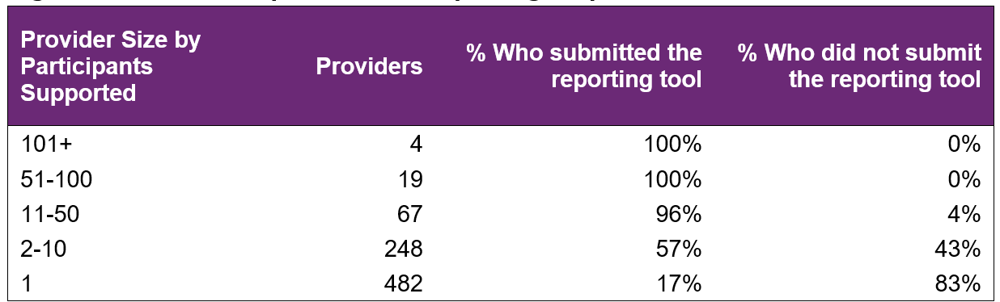 Provider Size by Participants Supported Providers % Who submitted the reporting tool % Who did not submit the reporting tool
101+ 4 100% 0%
51-100 19 100% 0%
11-50 67 96% 4%
2-10 248 57% 43%
1 482 17% 83%